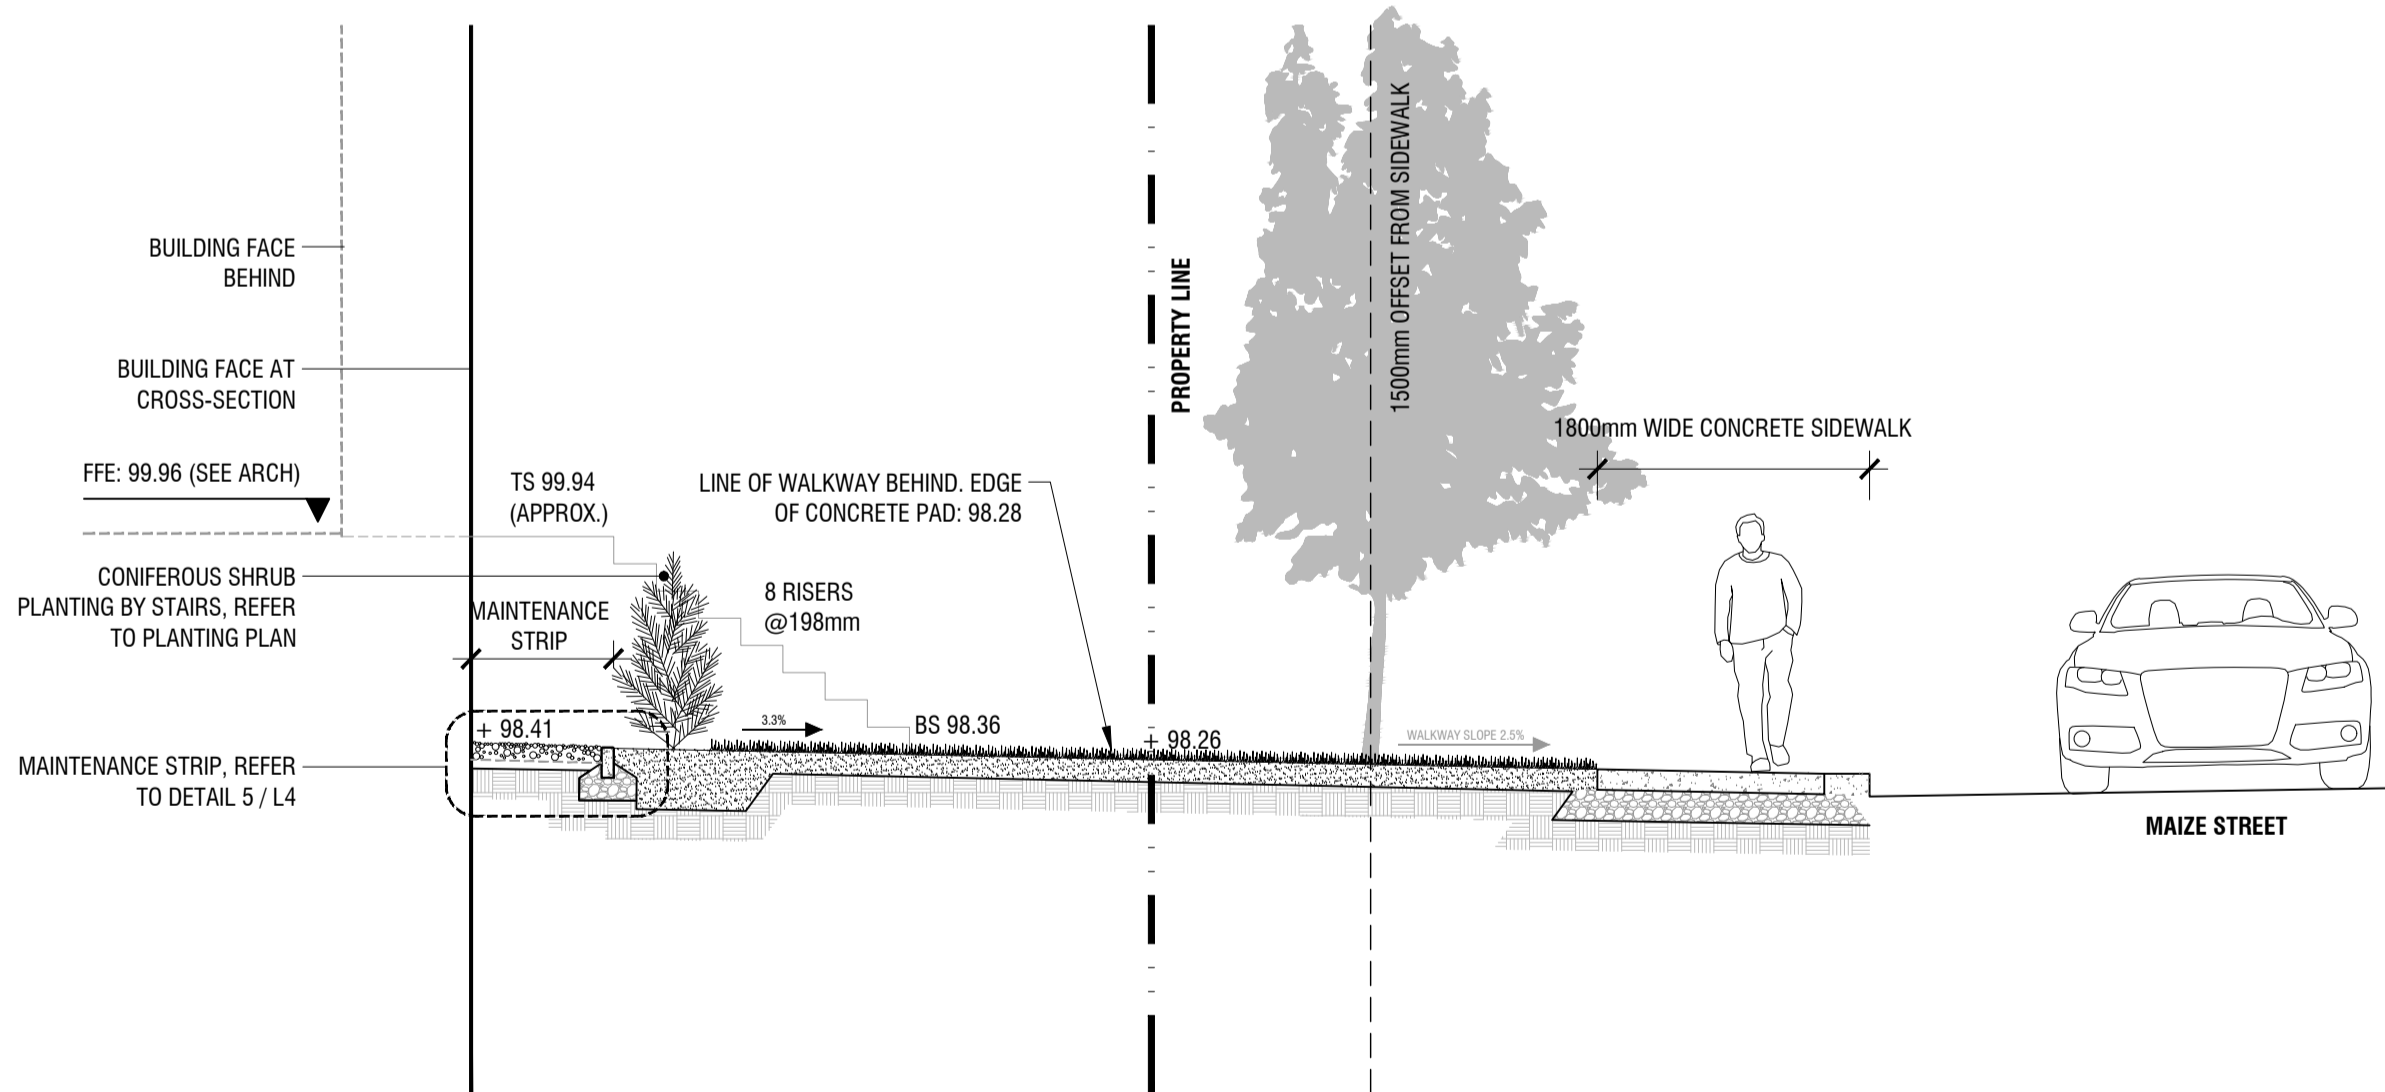 BUILDING FACE
BEHIND
BUILDING FACE AT
CROSS-SECTION
FFE: 99.96 (SEE ARCH)
CONIFEROUS SHRUB
PLANTING BY STAIRS, REFER
TO PLANTING PLAN
MAINTENANCE STRIP, REFER
TO DETAIL 5 / L4
TS 99.94
(APPROX.)
MAINTENANCE
STRIP
+ 98.41
8 RISERS
@198mm
3.3%
BS 98.36
LINE OF WALKWAY BEHIND. EDGE
OF CONCRETE PAD: 98.28
PROPERTY LINE
+ 98.26
1500mm OFFSET FROM SIDEWALK
WALKWAY SLOPE 2.5%
1800mm WIDE CONCRETE SIDEWALK
MAIZE STREET